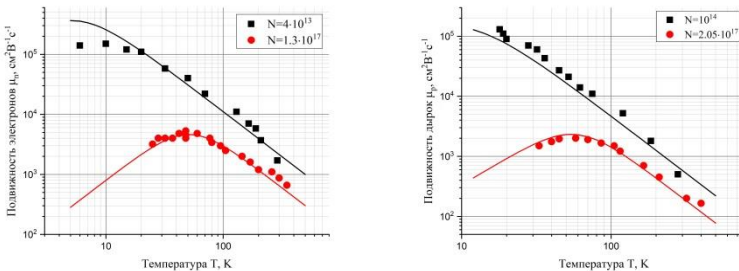 N=4·10¹³
N=1.3·10¹⁷
10⁵
10⁴
10³
10²
10
100
Температура T, K
Подвижность электронов μₙ, см²В⁻¹с⁻¹
N=10¹⁴
N=2.05·10¹⁷
10⁵
10⁴
10³
10²
10
100
Температура T, K
Подвижность дырок μₚ, см²В⁻¹с⁻¹